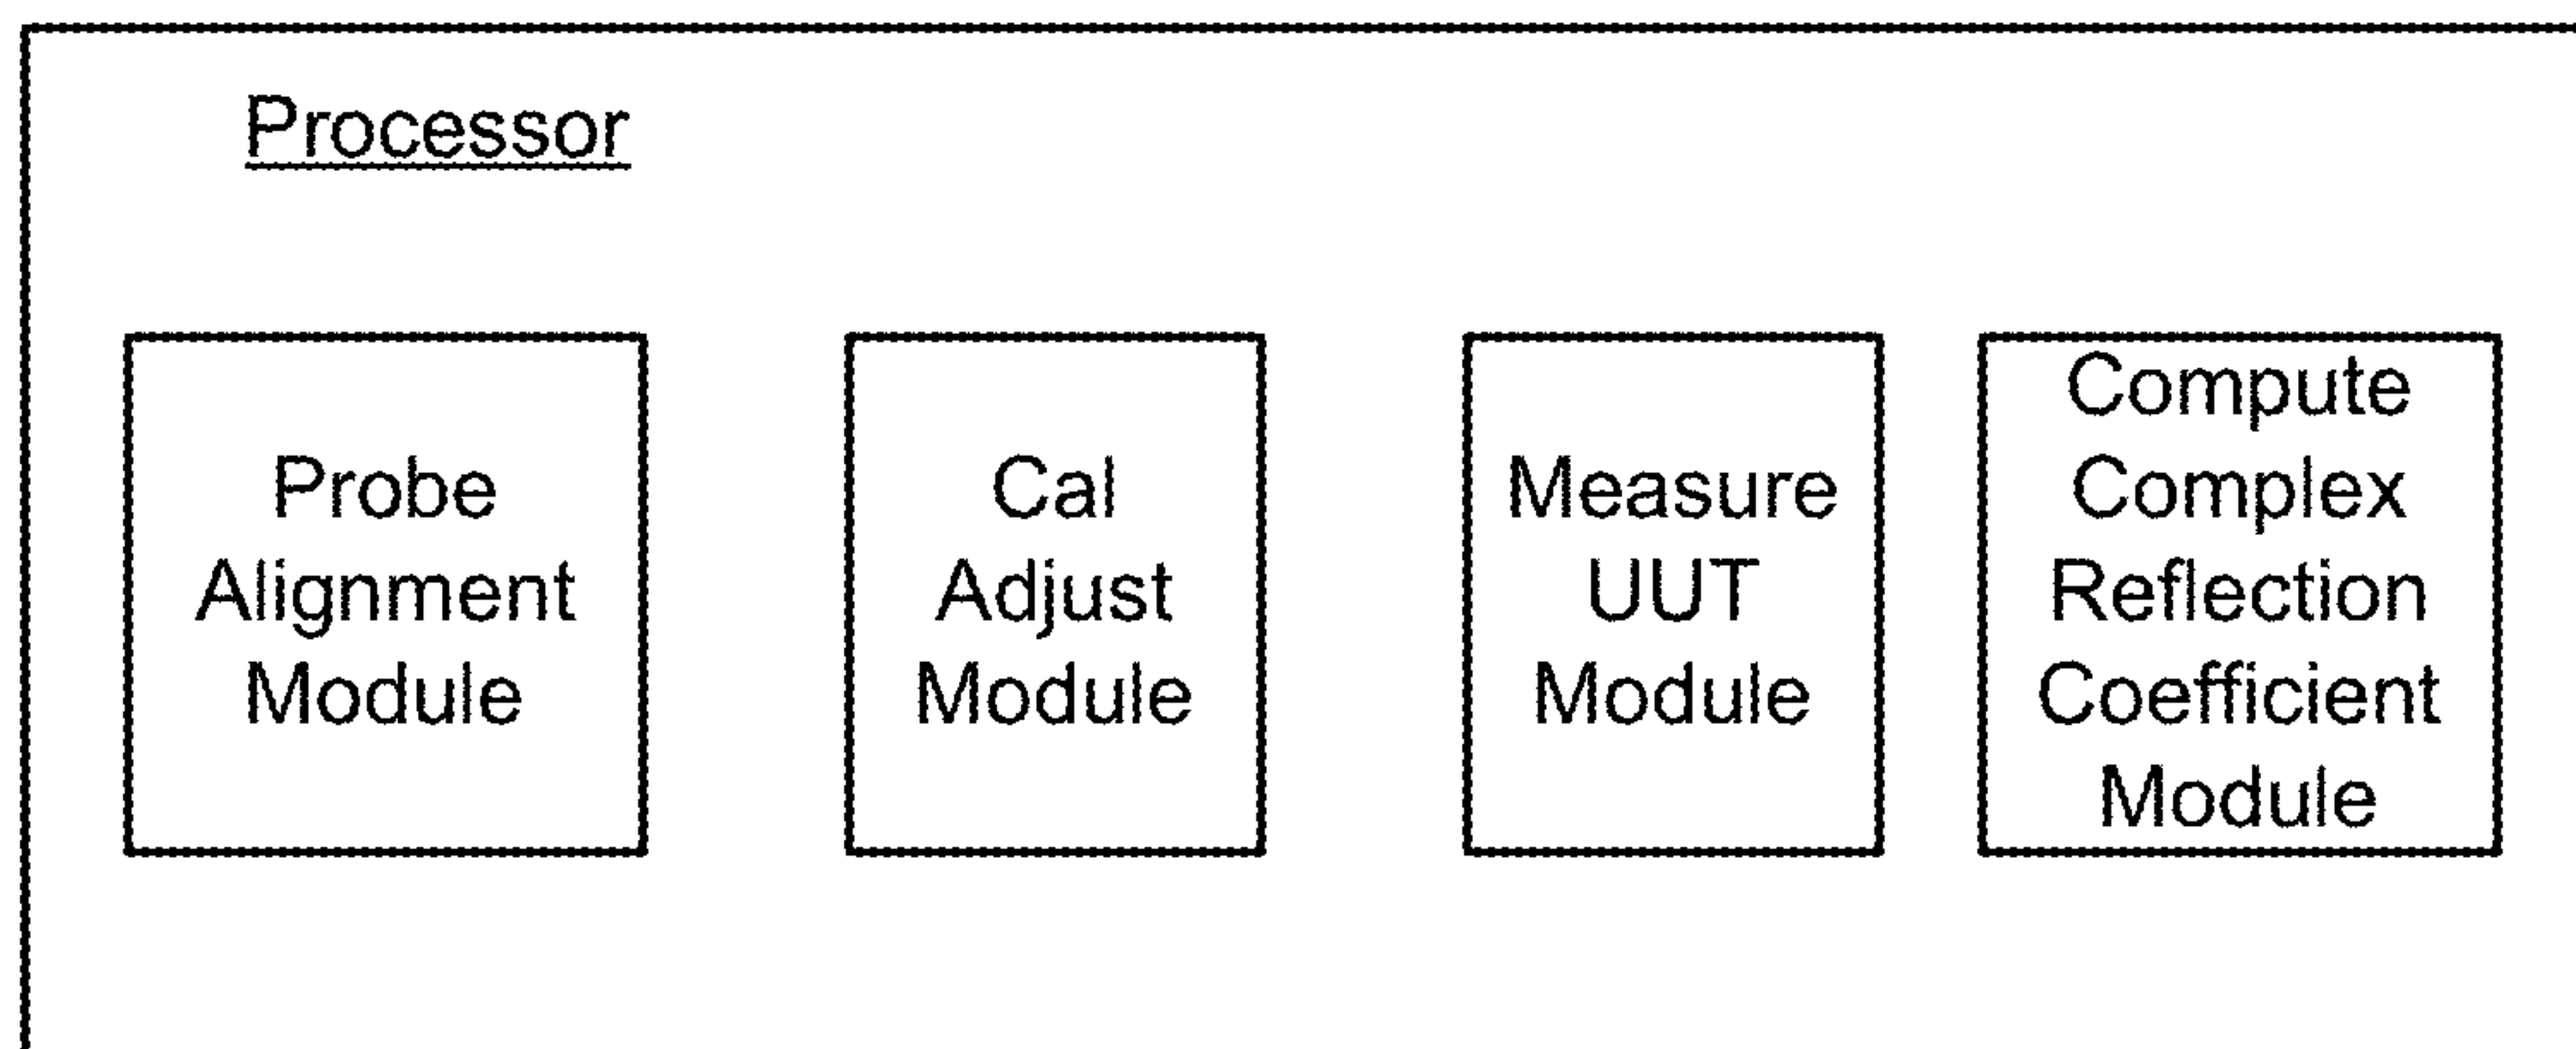 Processor
Probe
Alignment
Module
Cal
Adjust
Module
Measure
UUT
Module
Compute
Complex
Reflection
Coefficient
Module